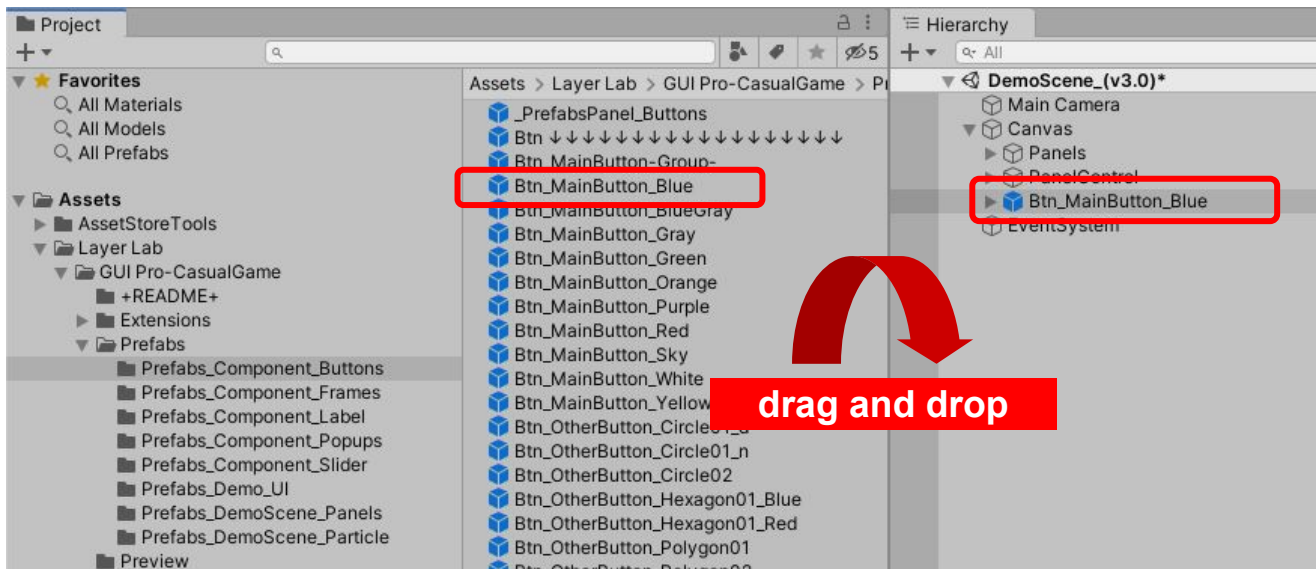 Project
5
Favorites
All Materials
All Models
All Prefabs
Assets
AssetStoreTools
Layer Lab
GUI Pro-CasualGame
+README+
Extensions
Prefabs
Prefabs_Component_Buttons
Prefabs_Component_Frames
Prefabs_Component_Label
Prefabs_Component_Popups
Prefabs_Component_Slider
Prefabs_Demo_UI
Prefabs_DemoScene_Panels
Prefabs_DemoScene_Particle
Preview
Assets > Layer Lab > GUI Pro-CasualGame >
_PrefabsPanel_Buttons
Btn ↓↓↓↓↓↓↓↓↓↓↓↓↓↓↓↓↓↓
Btn_MainButton-Group-
Btn_MainButton_Blue
Btn_MainButton_BlueGray
Btn_MainButton_Gray
Btn_MainButton_Green
Btn_MainButton_Orange
Btn_MainButton_Purple
Btn_MainButton_Red
Btn_MainButton_Sky
Btn_MainButton_White
Btn_MainButton_Yellow
Btn_OtherButton_Circle01_d
Btn_OtherButton_Circle01_n
Btn_OtherButton_Circle02
Btn_OtherButton_Hexagon01_Blue
Btn_OtherButton_Hexagon01_Red
Btn_OtherButton_Polygon01
Hierarchy
All
DemoScene_(v3.0)*
Main Camera
Canvas
Panels
PanelControl
Btn_MainButton_Blue
EventSystem
drag and drop